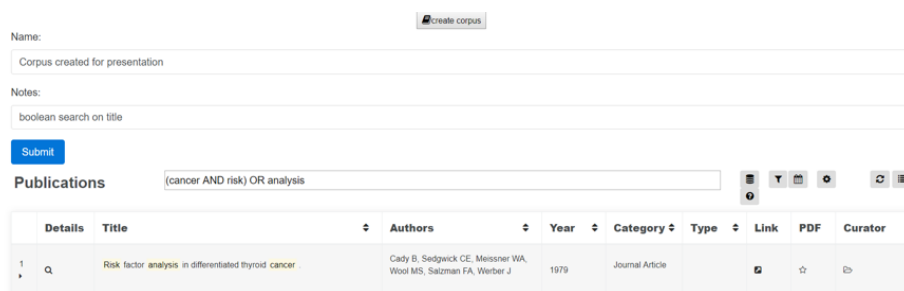 create corpus
Name:
Corpus created for presentation
Notes:
boolean search on title
Submit
Publications
(cancer AND risk) OR analysis
Details Title Authors Year Category Type Link PDF Curator
1 Risk factor analysis in differentiated thyroid cancer . Cady B, Sedgwick CE, Meissner WA, 1979 Journal Article
Wool MS, Salzman FA, Werber J